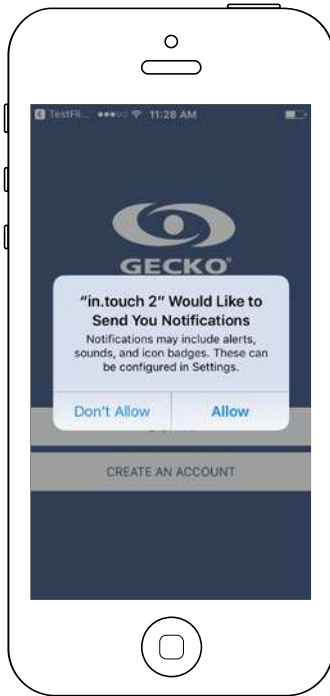 TestFli... 11:28 AM
GECKO
"in.touch 2" Would Like to
Send You Notifications
Notifications may include alerts,
sounds, and icon badges. These can
be configured in Settings.
Don't Allow Allow
CREATE AN ACCOUNT